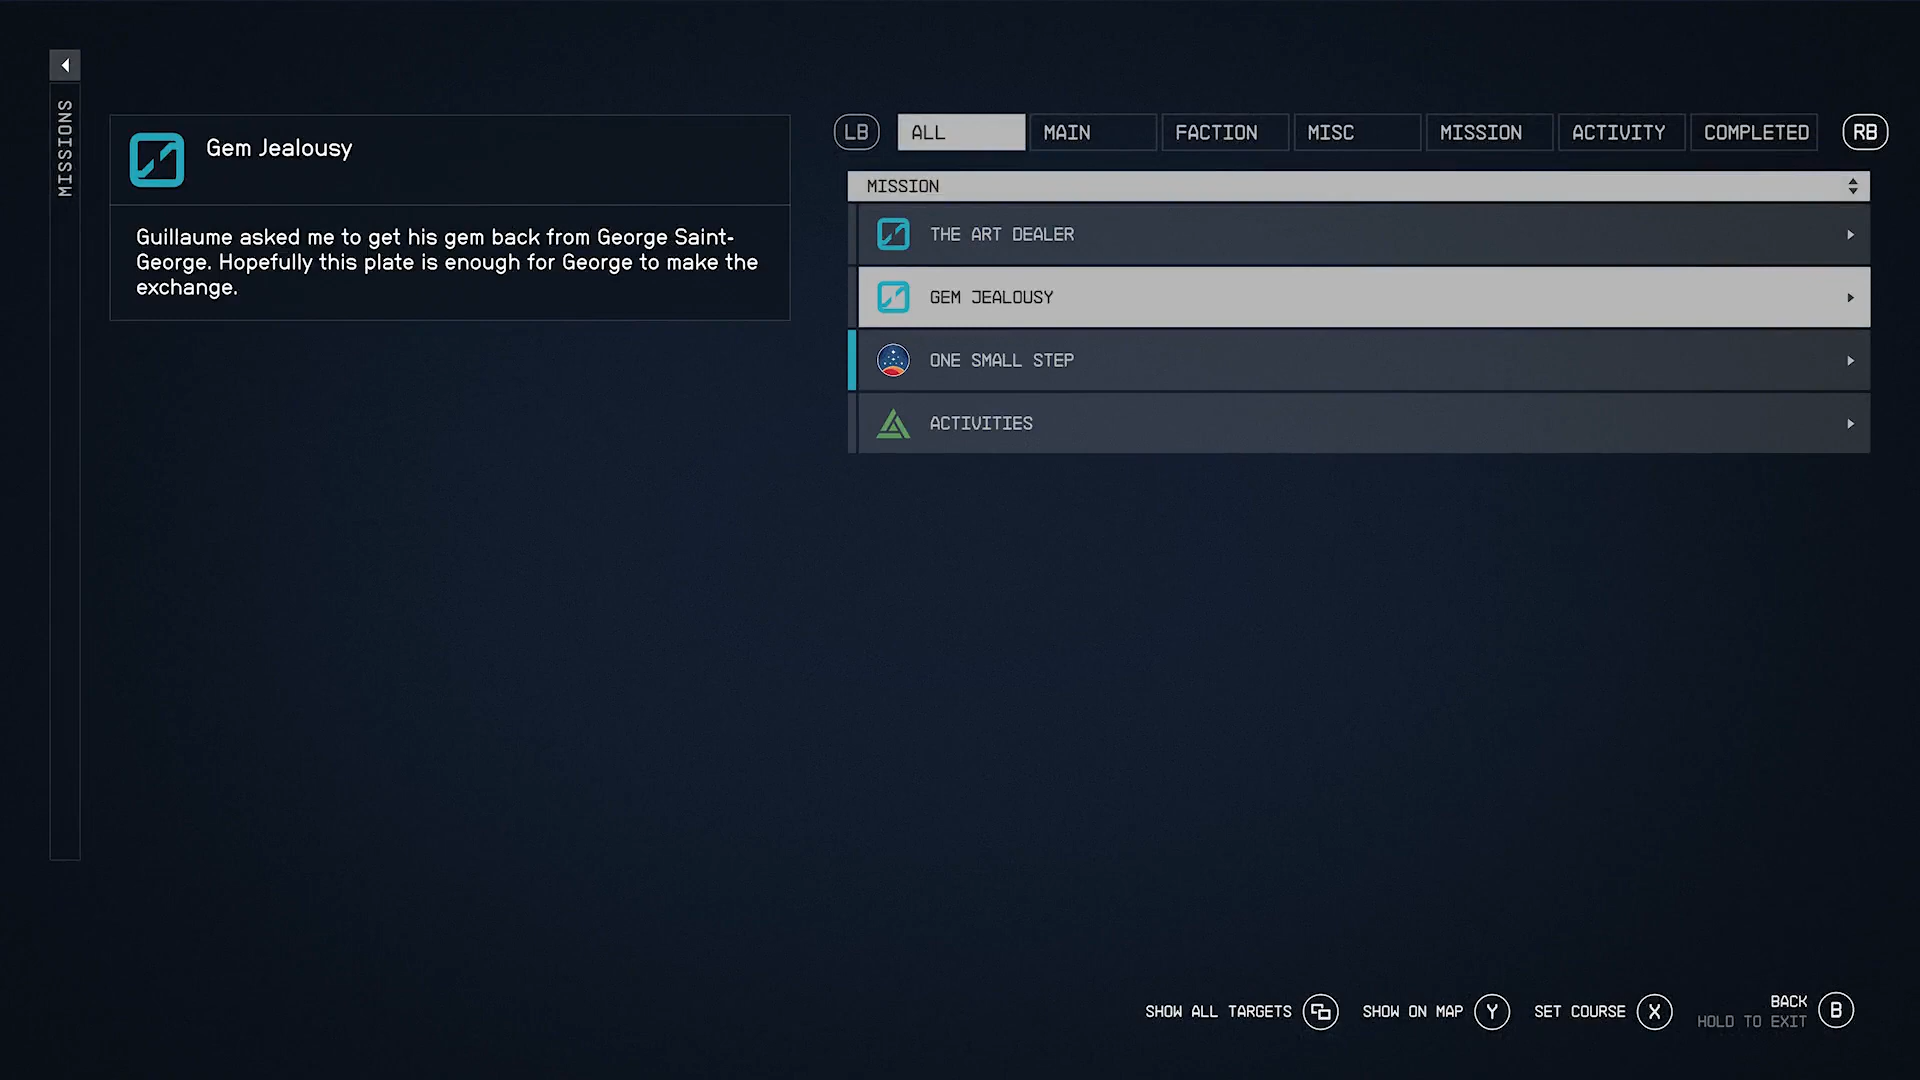 MISSIONS
Gem Jealousy
Guillaume asked me to get his gem back from George Saint-
George. Hopefully this plate is enough for George to make the
exchange.
LB ALL MAIN FACTION MISC MISSION ACTIVITY COMPLETED RB
MISSION
THE ART DEALER
GEM JEALOUSY
ONE SMALL STEP
ACTIVITIES
SHOW ALL TARGETS SHOW ON MAP Y SET COURSE X BACK B
HOLD TO EXIT